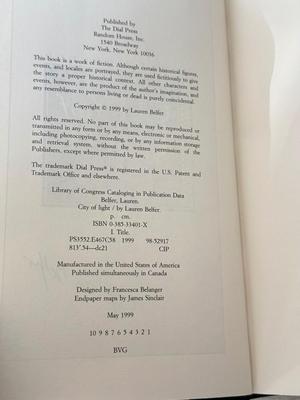 Published by
The Dial Press
Random House, Inc.
1540 Broadway
New York, New York 10036
This book is a work of fiction. Although certain historical figures,
events, and locales are portrayed, they are used fictitiously to give
the story a proper historical context. All other characters and
events, however, are the product of the author's imagination, and
any resemblance to persons living or dead is purely coincidental.
Copyright © 1999 by Lauren Belfer
All rights reserved. No part of this book may be reproduced or
transmitted in any form or by any means, electronic or mechanical,
including photocopying, recording, or by any information storage
and retrieval system, without the written permission of the
Publishers, except where permitted by law.
The trademark Dial Press® is registered in the U.S. Patent and
Trademark Office and elsewhere.
Library of Congress Cataloging in Publication Data
Belfer, Lauren.
City of light / by Lauren Belfer.
p. cm.
ISBN 0-385-33401-X
I. Title.
PS3552.E467C58 1999 98-52917
813'.54—dc21 CIP
Manufactured in the United States of America
Published simultaneously in Canada
Designed by Francesca Belanger
Endpaper maps by James Sinclair
May 1999
10 9 8 7 6 5 4 3 2 1
BVG